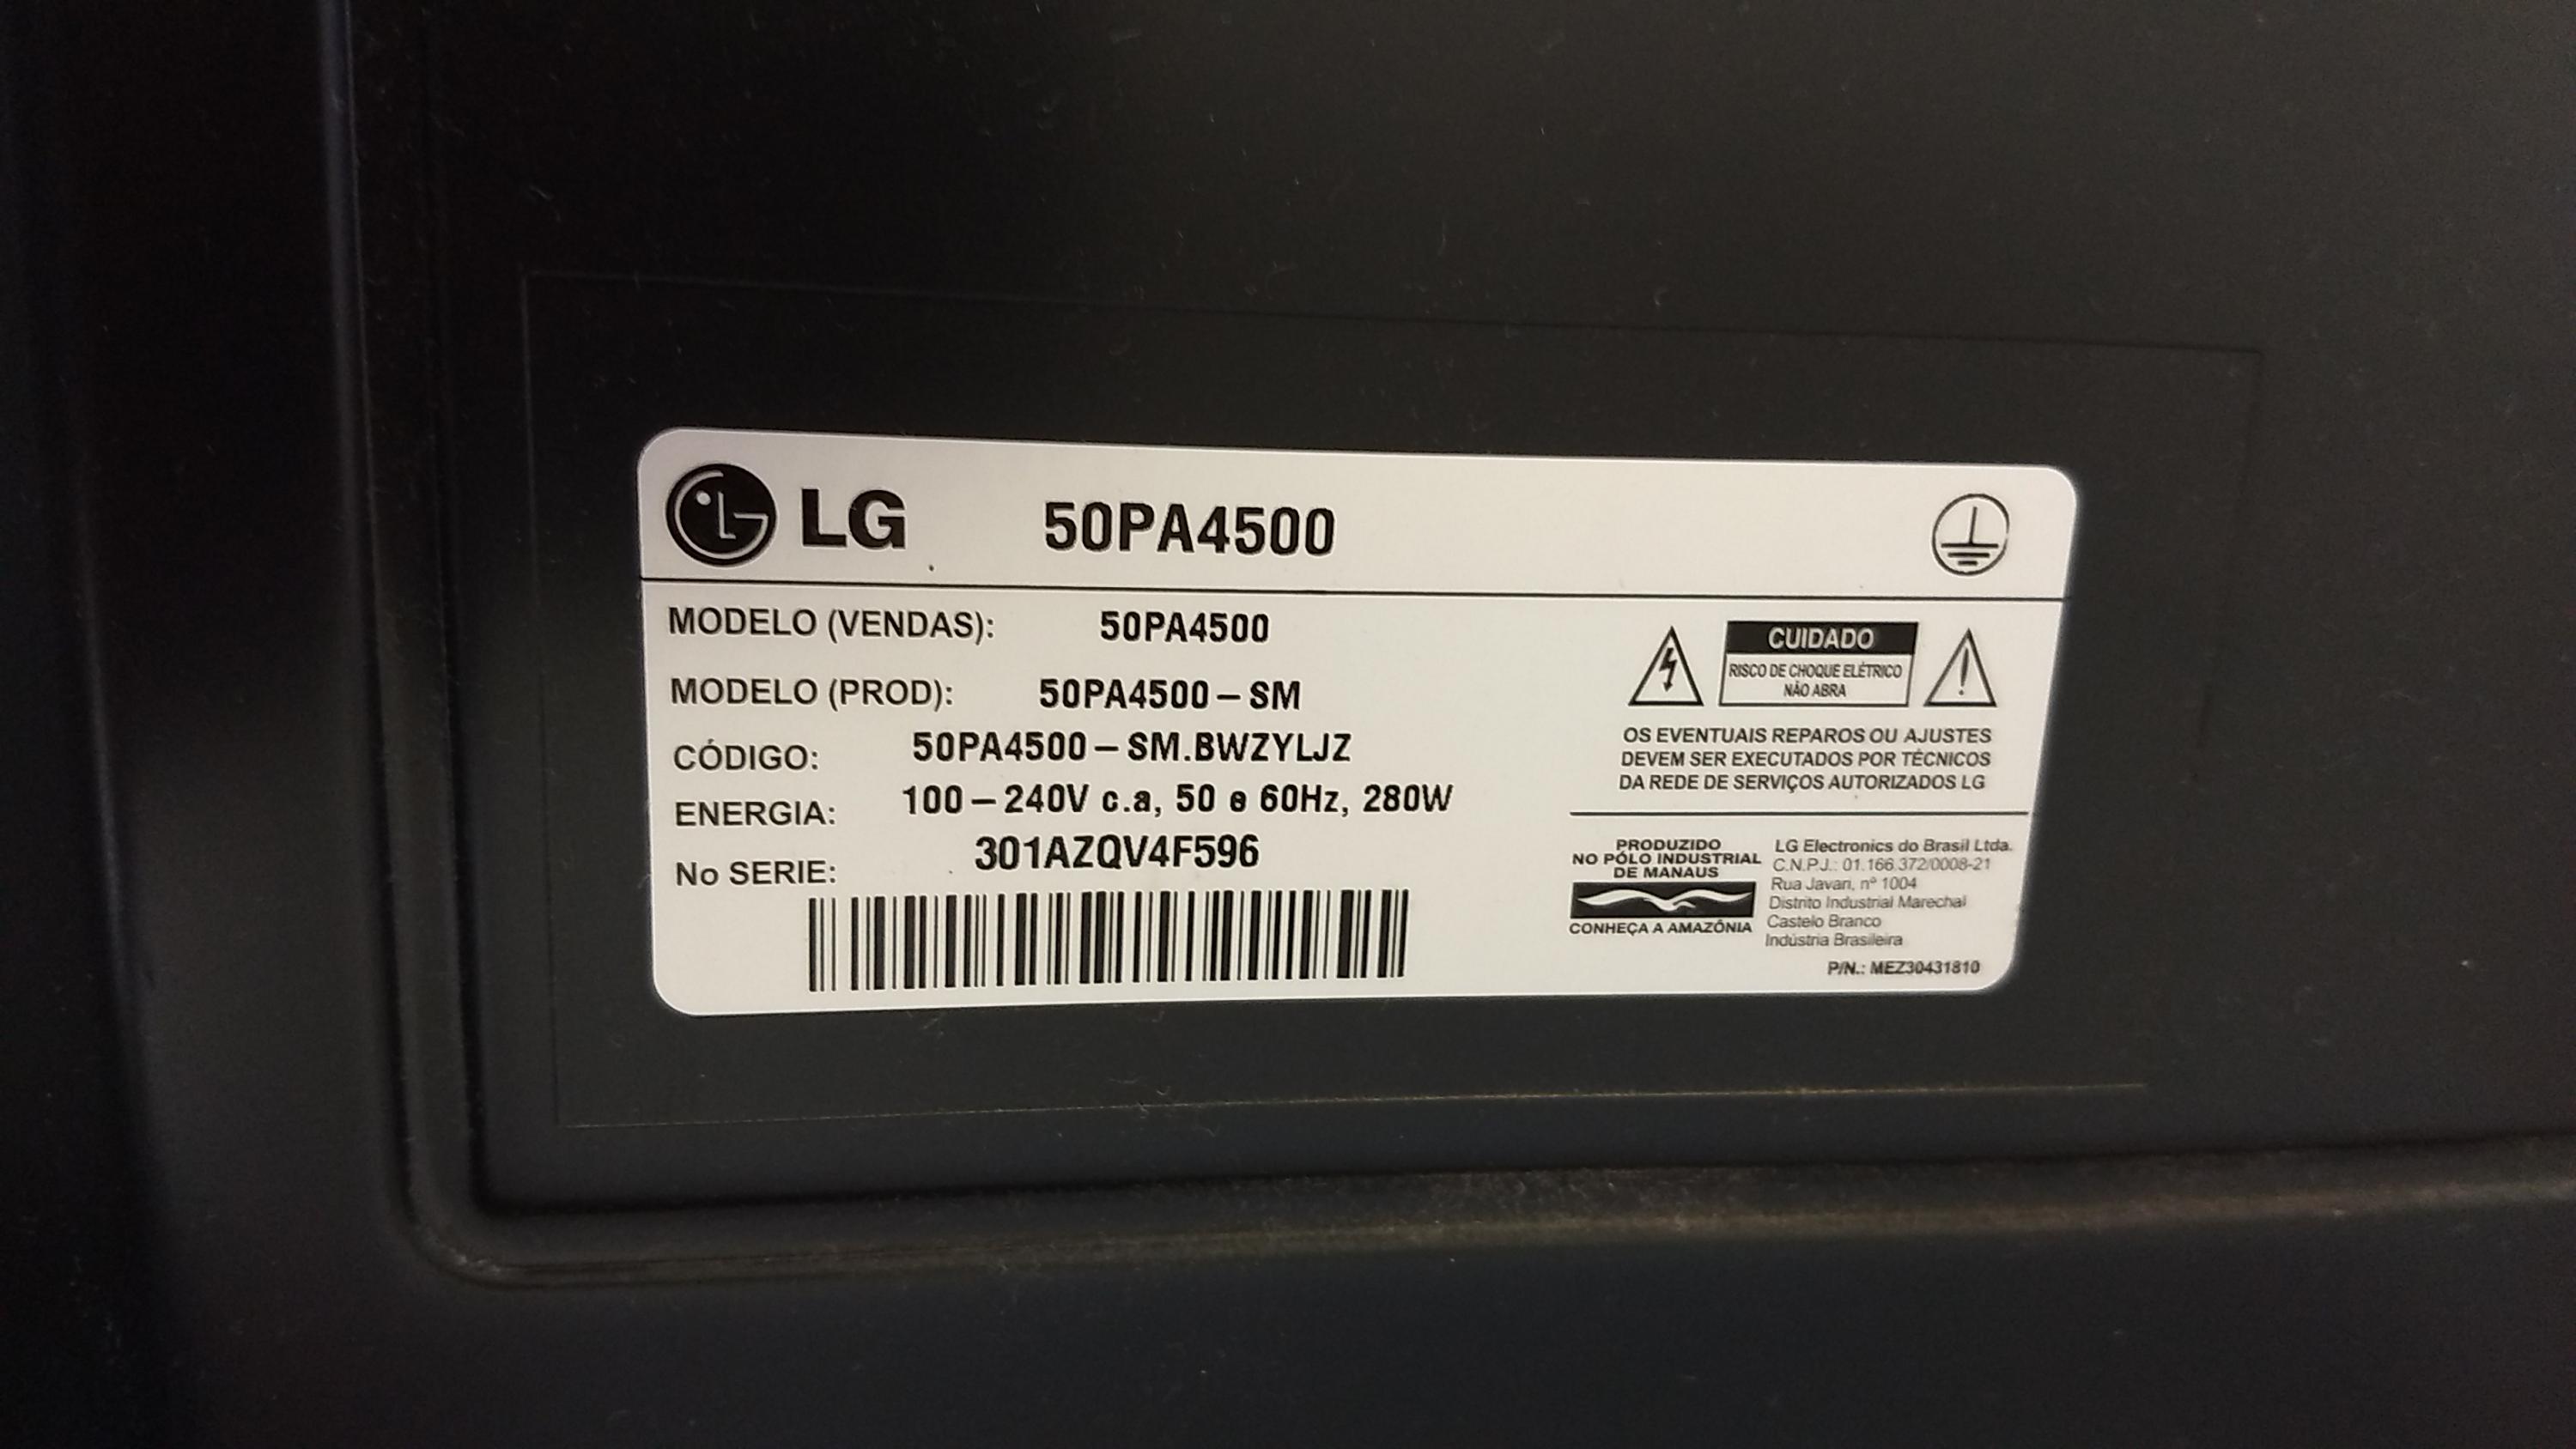 LG 50PA4500
MODELO (VENDAS): 50PA4500
MODELO (PROD): 50PA4500-SM
CÓDIGO: 50PA4500-SM.BWZYLJZ
ENERGIA: 100-240V c.a, 50 e 60Hz, 280W
No SERIE: 301AZQV4F596
CUIDADO
RISCO DE CHOQUE ELÉTRICO
NÃO ABRA
OS EVENTUAIS REPAROS OU AJUSTES
DEVEM SER EXECUTADOS POR TÉCNICOS
DA REDE DE SERVIÇOS AUTORIZADOS LG
PRODUZIDO
NO PÓLO INDUSTRIAL
DE MANAUS
CONHEÇA A AMAZÔNIA
LG Electronics do Brasil Ltda.
C.N.P.J.: 01.166.372/0008-21
Rua Javari, nº 1004
Distrito Industrial Marechal
Castelo Branco
Indústria Brasileira
P/N.: MEZ30431810